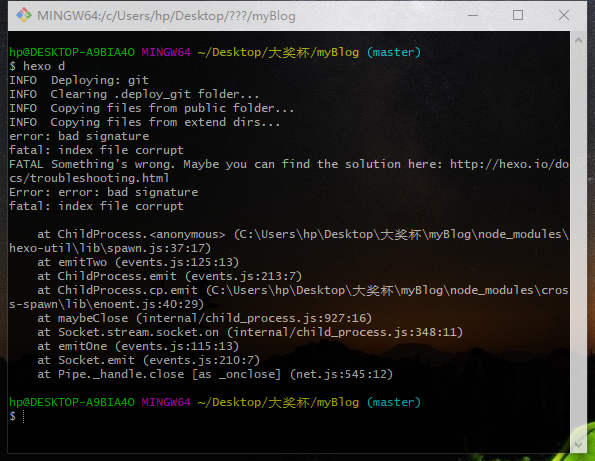 MINGW64:/c/Users/hp/Desktop/???/myBlog
hp@DESKTOP-A9BIA4O MINGW64 ~/Desktop/大奖杯/myBlog (master)
$ hexo d
INFO  Deploying: git
INFO  Clearing .deploy_git folder...
INFO  Copying files from public folder...
INFO  Copying files from extend dirs...
error: bad signature
fatal: index file corrupt
FATAL Something's wrong. Maybe you can find the solution here: http://hexo.io/do
cs/troubleshooting.html
Error: error: bad signature
fatal: index file corrupt
    at ChildProcess.<anonymous> (C:\Users\hp\Desktop\大奖杯\myBlog\node_modules\
hexo-util\lib\spawn.js:37:17)
    at emitTwo (events.js:125:13)
    at ChildProcess.emit (events.js:213:7)
    at ChildProcess.cp.emit (C:\Users\hp\Desktop\大奖杯\myBlog\node_modules\cros
s-spawn\lib\enoent.js:40:29)
    at maybeClose (internal/child_process.js:927:16)
    at Socket.stream.socket.on (internal/child_process.js:348:11)
    at emitOne (events.js:115:13)
    at Socket.emit (events.js:210:7)
    at Pipe._handle.close [as _onclose] (net.js:545:12)
hp@DESKTOP-A9BIA4O MINGW64 ~/Desktop/大奖杯/myBlog (master)
$